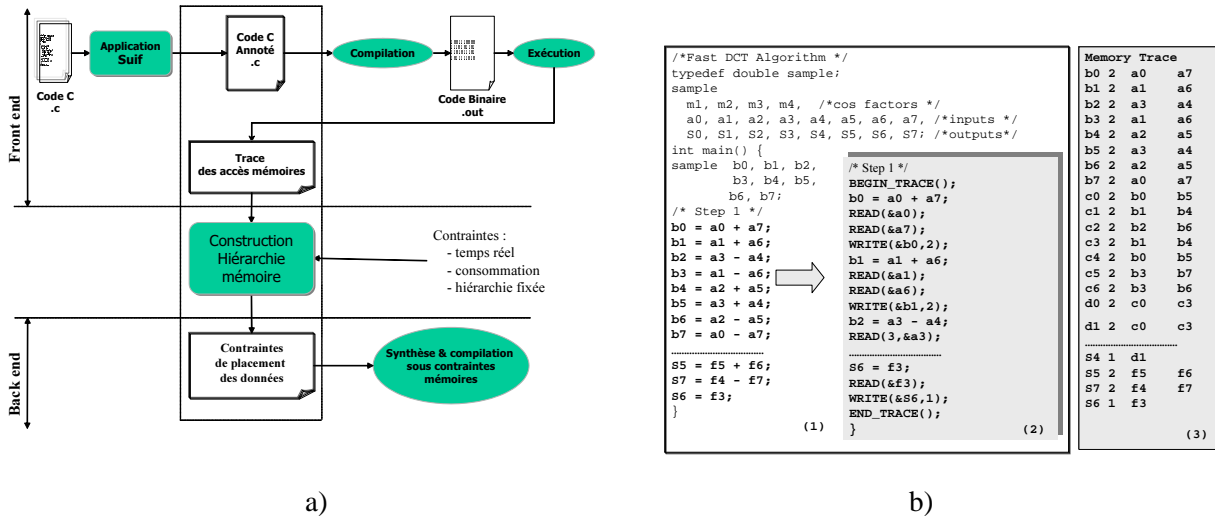 Front end
Back end
Code C
.c
Application
Suif
Code C
Annoté
.c
Compilation
Code Binaire
.out
Exécution
Trace
des accès mémoires
Construction
Hiérarchie
mémoire
Contraintes :
- temps réel
- consommation
- hiérarchie fixée
Contraintes
de placement
des données
Synthèse & compilation
sous contraintes
mémoires
a)
/*Fast DCT Algorithm */
typedef double sample;
sample
m1, m2, m3, m4, /*cos factors */
a0, a1, a2, a3, a4, a5, a6, a7, /*inputs */
S0, S1, S2, S3, S4, S5, S6, S7; /*outputs*/
int main() {
sample b0, b1, b2,
b3, b4, b5,
b6, b7;
/* Step 1 */
b0 = a0 + a7;
b1 = a1 + a6;
b2 = a3 - a4;
b3 = a1 - a6;
b4 = a2 + a5;
b5 = a3 + a4;
b6 = a2 - a5;
b7 = a0 - a7;
S5 = f5 + f6;
S7 = f4 - f7;
S6 = f3;
}
(1)
/* Step 1 */
BEGIN_TRACE();
b0 = a0 + a7;
READ(&a0);
READ(&a7);
WRITE(&b0,2);
b1 = a1 + a6;
READ(&a1);
READ(&a6);
WRITE(&b1,2);
b2 = a3 - a4;
READ(3,&a3);
S6 = f3;
READ(&f3);
WRITE(&S6,1);
END_TRACE();
}
(2)
Memory Trace
b0 2 a0 a7
b1 2 a1 a6
b2 2 a3 a4
b3 2 a1 a6
b4 2 a2 a5
b5 2 a3 a4
b6 2 a2 a5
b7 2 a0 a7
c0 2 b0 b5
c1 2 b1 b4
c2 2 b2 b6
c3 2 b1 b4
c4 2 b0 b5
c5 2 b3 b7
c6 2 b3 b6
d0 2 c0 c3
d1 2 c0 c3
S4 1 d1
S5 2 f5 f6
S7 2 f4 f7
S6 1 f3
(3)
b)